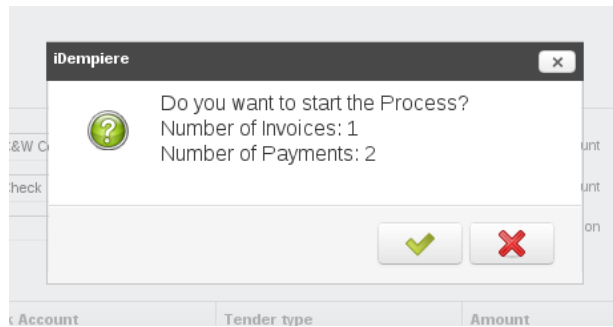 iDempiere
Do you want to start the Process?
Number of Invoices: 1
Number of Payments: 2
Account
Tender type
Amount